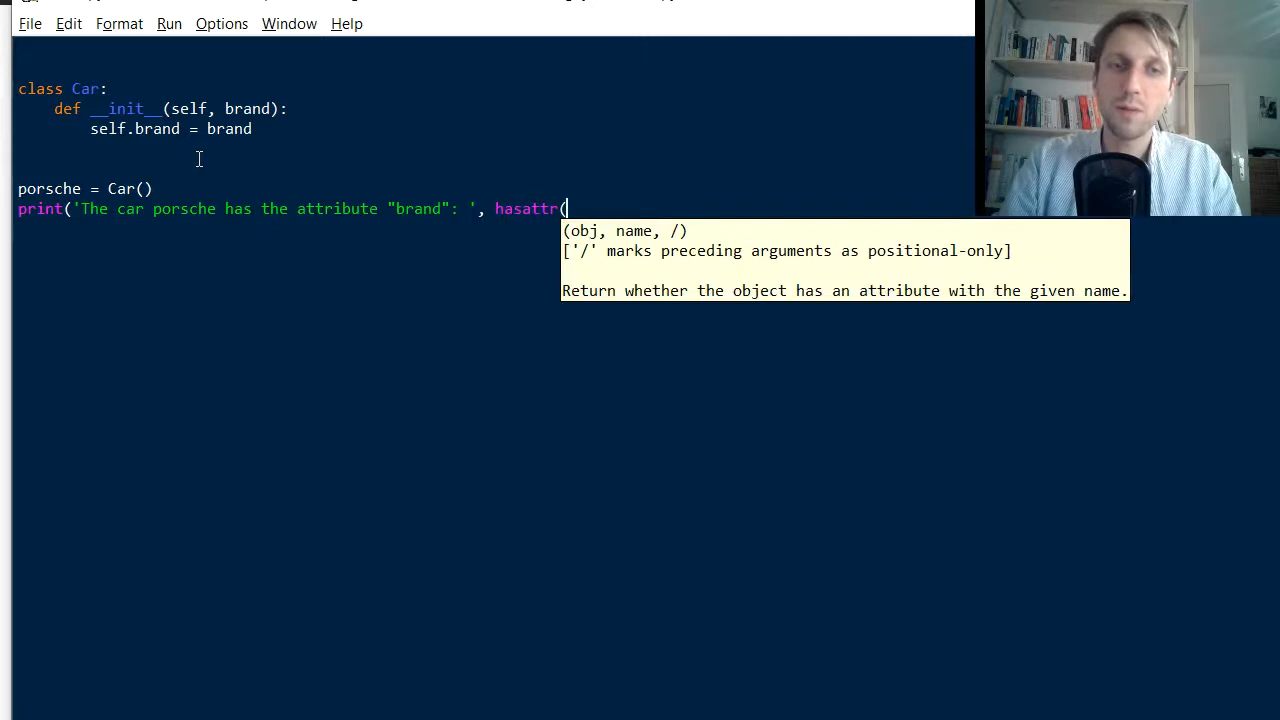 File Edit Format Run Options Window Help
class Car:
    def __init__(self, brand):
        self.brand = brand
porsche = Car()
print('The car porsche has the attribute "brand": ', hasattr(
(obj, name, /)
['/' marks preceding arguments as positional-only]
Return whether the object has an attribute with the given name.